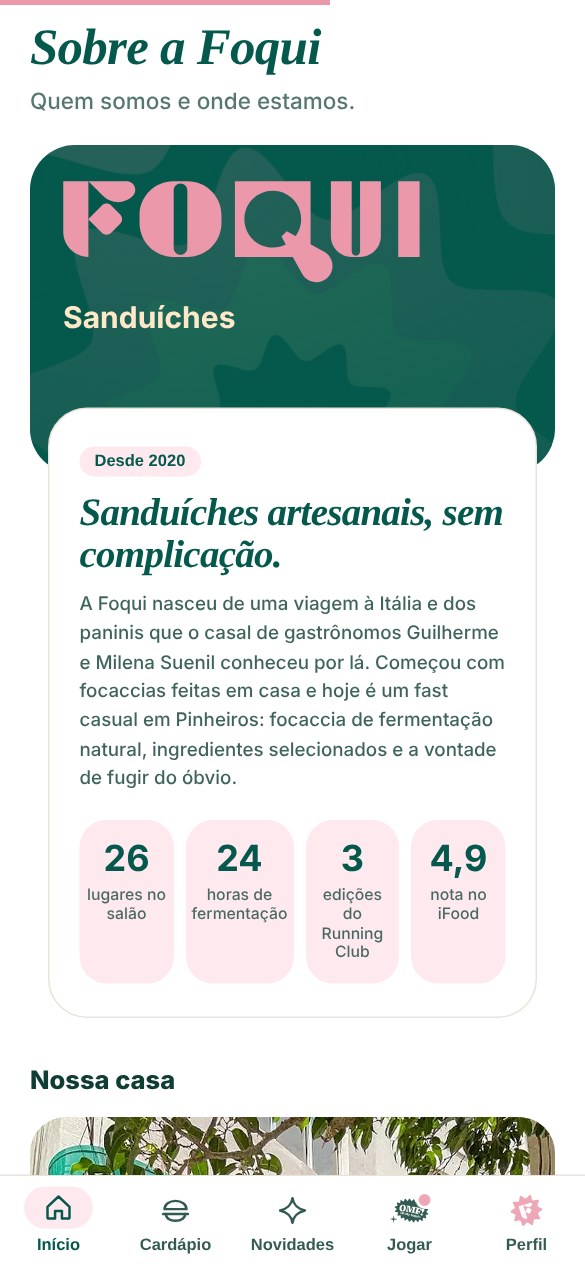 Sobre a Foqui
Quem somos e onde estamos.
FOQUI
Sanduíches
Desde 2020
Sanduíches artesanais, sem
complicação.
A Foqui nasceu de uma viagem à Itália e dos
paninis que o casal de gastrônomos Guilherme
e Milena Suenil conheceu por lá. Começou com
focaccias feitas em casa e hoje é um fast
casual em Pinheiros: focaccia de fermentação
natural, ingredientes selecionados e a vontade
de fugir do óbvio.
26
lugares no
salão
24
horas de
fermentação
3
edições
do
Running
Club
4,9
nota no
iFood
Nossa casa
Início
Cardápio
Novidades
OMF!
Jogar
F
Perfil